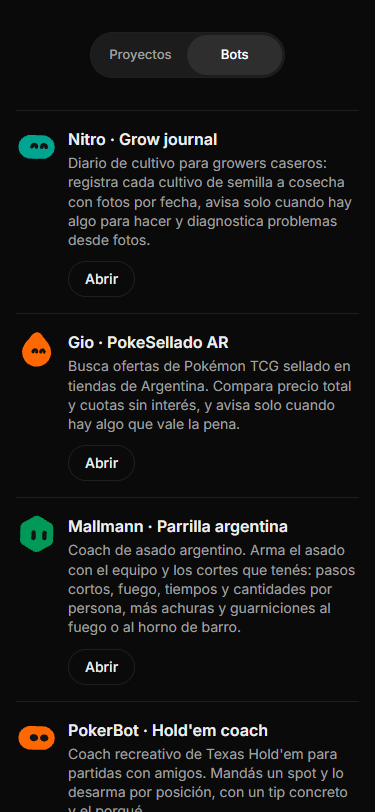 Proyectos
Bots
Nitro · Grow journal
Diario de cultivo para growers caseros:
registra cada cultivo de semilla a cosecha
con fotos por fecha, avisa solo cuando hay
algo para hacer y diagnostica problemas
desde fotos.
Abrir
Gio · PokeSellado AR
Busca ofertas de Pokémon TCG sellado en
tiendas de Argentina. Compara precio total
y cuotas sin interés, y avisa solo cuando
hay algo que vale la pena.
Abrir
Mallmann · Parrilla argentina
Coach de asado argentino. Arma el asado
con el equipo y los cortes que tenés: pasos
cortos, fuego, tiempos y cantidades por
persona, más achuras y guarniciones al
fuego o al horno de barro.
Abrir
PokerBot · Hold'em coach
Coach recreativo de Texas Hold'em para
partidas con amigos. Mandás un spot y lo
desarma por posición, con un tip concreto
y el porqué.